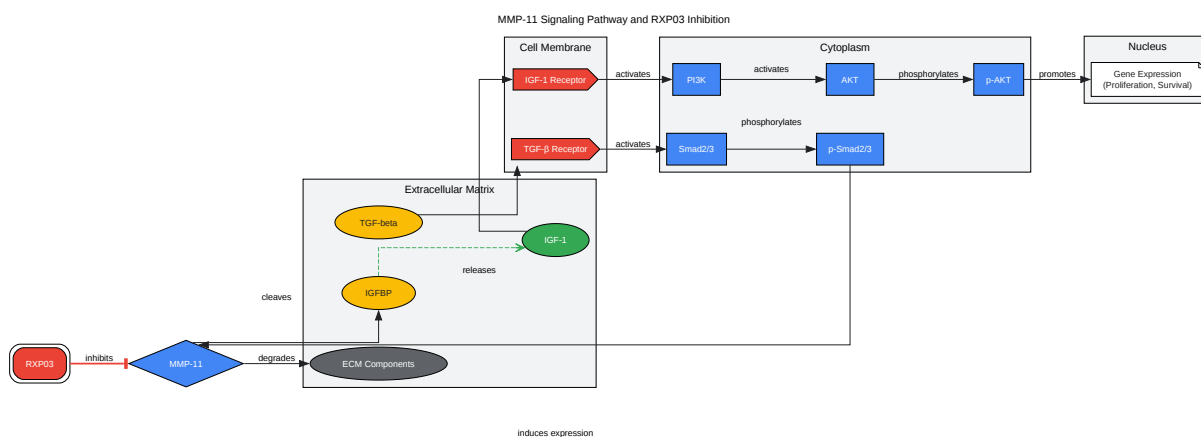 MMP-11 Signaling Pathway and RXP03 Inhibition
Cell Membrane
Cytoplasm
Nucleus
IGF-1 Receptor
activates
PI3K
activates
AKT
phosphorylates
p-AKT
promotes
Gene Expression
(Proliferation, Survival)
phosphorylates
TGF-β Receptor
activates
Smad2/3
p-Smad2/3
Extracellular Matrix
TGF-beta
IGF-1
releases
IGFBP
cleaves
RXP03
inhibits
MMP-11
degrades
ECM Components
induces expression